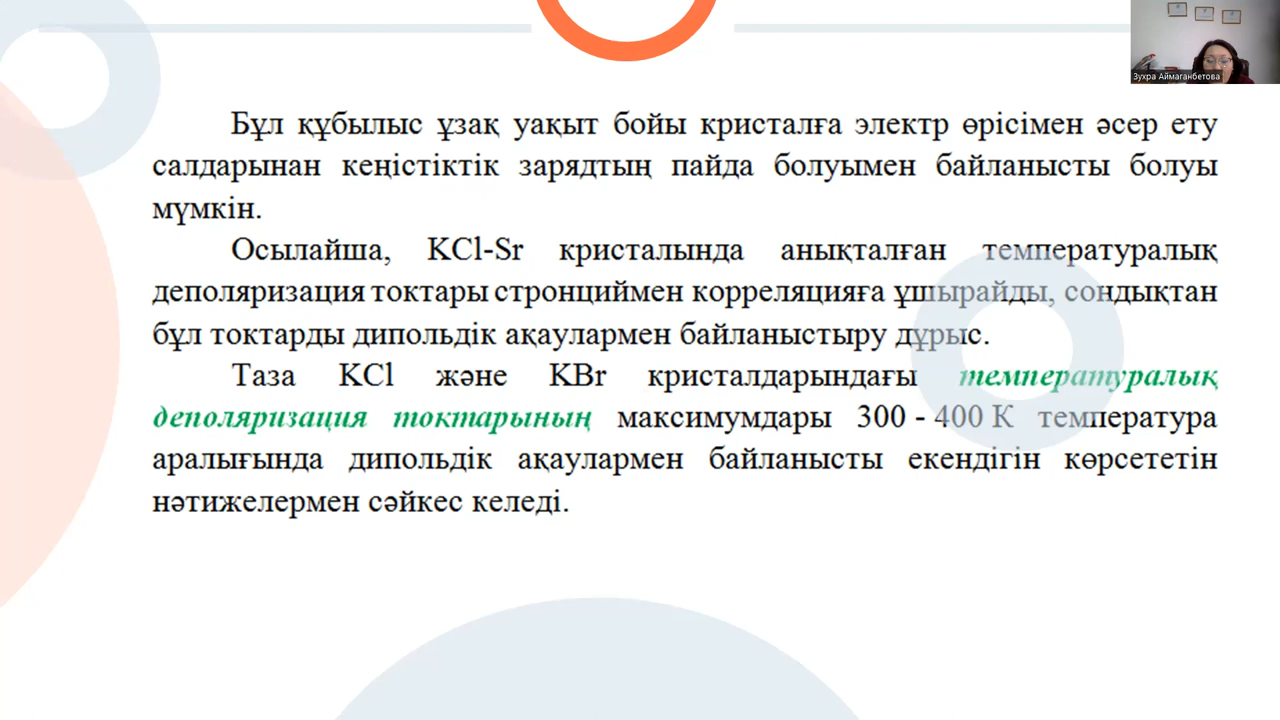 Зухра Аймаганбетова
Бұл құбылыс ұзақ уақыт бойы кристалға электр өрісімен әсер ету
салдарынан кеңістіктік зарядтың пайда болуымен байланысты болуы
мүмкін.
Осылайша, KCl-Sr кристалында анықталған температуралық
деполяризация токтары стронциймен корреляцияға ұшырайды, сондықтан
бұл токтарды дипольдік ақаулармен байланыстыру дұрыс.
Таза KCl және KBr кристалдарындағы температуралық
деполяризация токтарының максимумдары 300 - 400 К температура
аралығында дипольдік ақаулармен байланысты екендігін көрсететін
нәтижелермен сәйкес келеді.